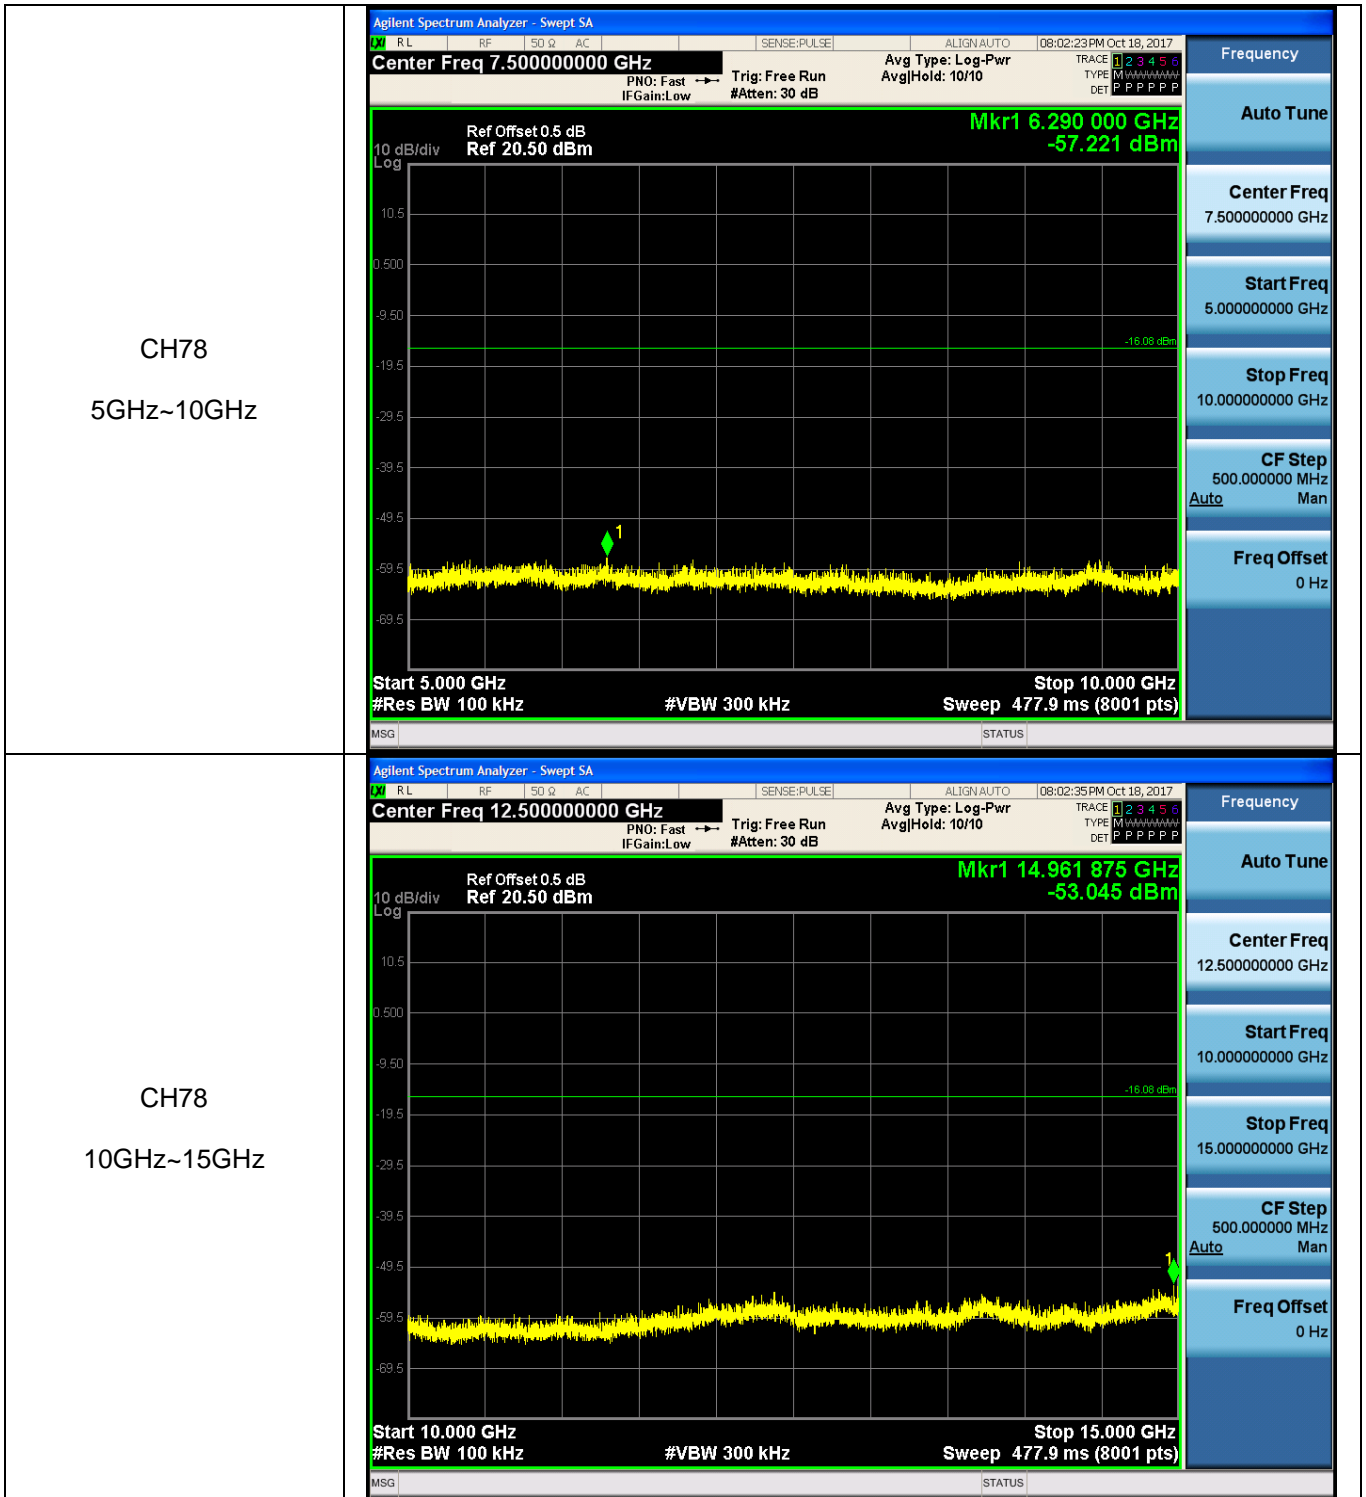 CH78
5GHz~10GHz
Agilent Spectrum Analyzer - Swept SA
LXI RL RF 50 Ω AC SENSE:PULSE ALIGN AUTO 08:02:23 PM Oct 18, 2017
Center Freq 7.500000000 GHz
PNO: Fast
IFGain:Low
Trig: Free Run
#Atten: 30 dB
Avg Type: Log-Pwr
Avg|Hold: 10/10
TRACE 1 2 3 4 5 6
TYPE M
DET P P P P P P
Mkr1 6.290 000 GHz
-57.221 dBm
Ref Offset 0.5 dB
10 dB/div Ref 20.50 dBm
Log
10.5
0.500
-9.50
-16.08 dBm
-19.5
-29.5
-39.5
-49.5
1
-59.5
-69.5
Start 5.000 GHz Stop 10.000 GHz
#Res BW 100 kHz #VBW 300 kHz Sweep 477.9 ms (8001 pts)
MSG STATUS
Frequency
Auto Tune
Center Freq
7.500000000 GHz
Start Freq
5.000000000 GHz
Stop Freq
10.000000000 GHz
CF Step
500.000000 MHz
Auto Man
Freq Offset
0 Hz
CH78
10GHz~15GHz
Agilent Spectrum Analyzer - Swept SA
LXI RL RF 50 Ω AC SENSE:PULSE ALIGN AUTO 08:02:35 PM Oct 18, 2017
Center Freq 12.500000000 GHz
PNO: Fast
IFGain:Low
Trig: Free Run
#Atten: 30 dB
Avg Type: Log-Pwr
Avg|Hold: 10/10
TRACE 1 2 3 4 5 6
TYPE M
DET P P P P P P
Mkr1 14.961 875 GHz
-53.045 dBm
Ref Offset 0.5 dB
10 dB/div Ref 20.50 dBm
Log
10.5
0.500
-9.50
-16.08 dBm
-19.5
-29.5
-39.5
-49.5
1
-59.5
-69.5
Start 10.000 GHz Stop 15.000 GHz
#Res BW 100 kHz #VBW 300 kHz Sweep 477.9 ms (8001 pts)
MSG STATUS
Frequency
Auto Tune
Center Freq
12.500000000 GHz
Start Freq
10.000000000 GHz
Stop Freq
15.000000000 GHz
CF Step
500.000000 MHz
Auto Man
Freq Offset
0 Hz